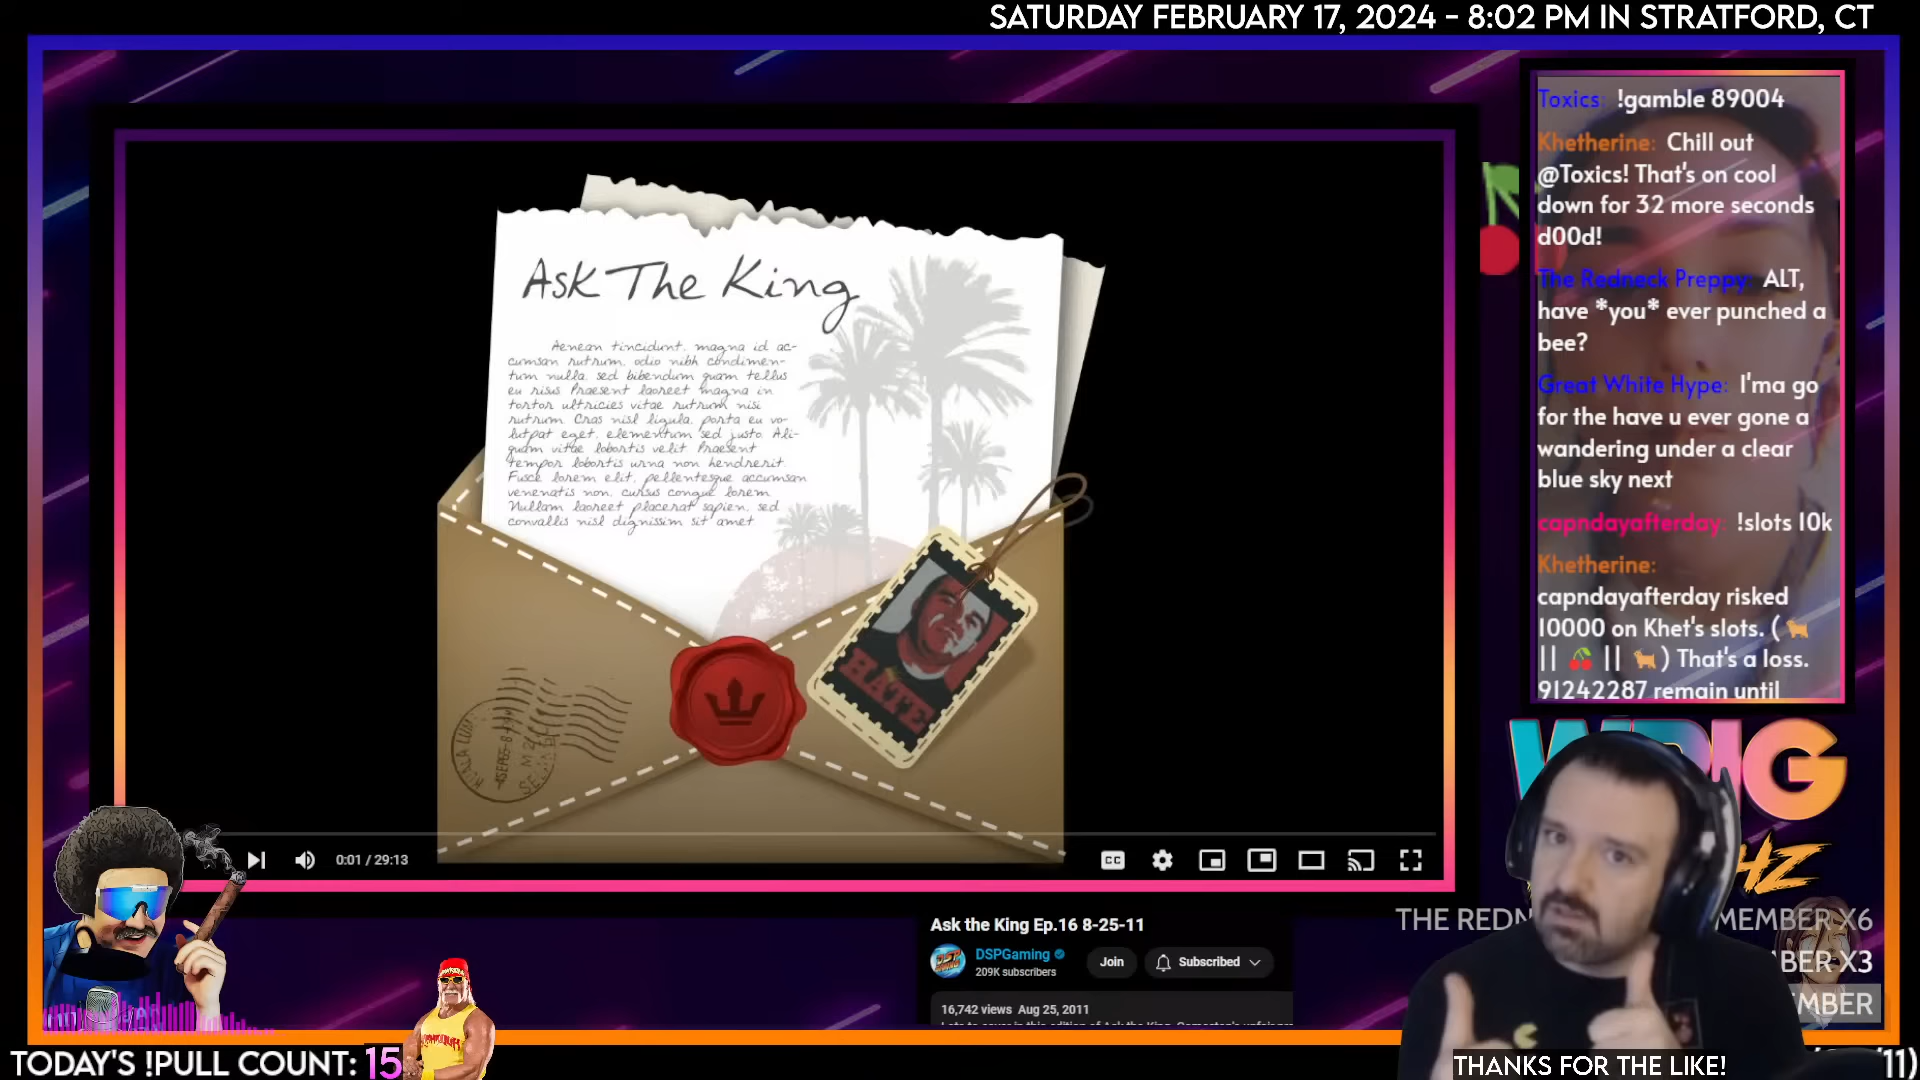 SATURDAY FEBRUARY 17, 2024 - 8:02 PM IN STRATFORD, CT
Ask The King
Aenean tincidunt, magna id ac-
cumsan rutrum, odio nibh condimen-
tum nulla, sed bibendum quam tellus
eu risus Praesent laoreet magna in
tortor ultricies vitae rutrum nisi
rutrum Cras nisl ligula, porta eu vo-
lutpat eget, elementum sed justo. Ali-
quam vitae lobortis velit Praesent
tempor lobortis urna non hendrerit.
Fusce lorem elit, pellentesque accumsan
venenatis non, cursus congue lorem.
Nullam laoreet placerat sapien, sed
convallis nisl dignissim sit amet
HATE
0:01 / 29:13
CC
Toxics: !gamble 89004
Khetherine: Chill out
@Toxics! That's on cool
down for 32 more seconds
d00d!
The Redneck Preppy: ALT,
have *you* ever punched a
bee?
Great White Hype: I'ma go
for the have u ever gone a
wandering under a clear
blue sky next
capndayafterday: !slots 10k
Khetherine:
capndayafterday risked
10000 on Khet's slots. ( 🐈
|| 🍒 || 🐈 ) That's a loss.
91242287 remain until
HZ
THE REDN
MEMBER X6
BER X3
EMBER
Ask the King Ep.16 8-25-11
DSPGaming
209K subscribers
Join
Subscribed
16,742 views Aug 25, 2011
TODAY'S !PULL COUNT: 15
THANKS FOR THE LIKE!
11)